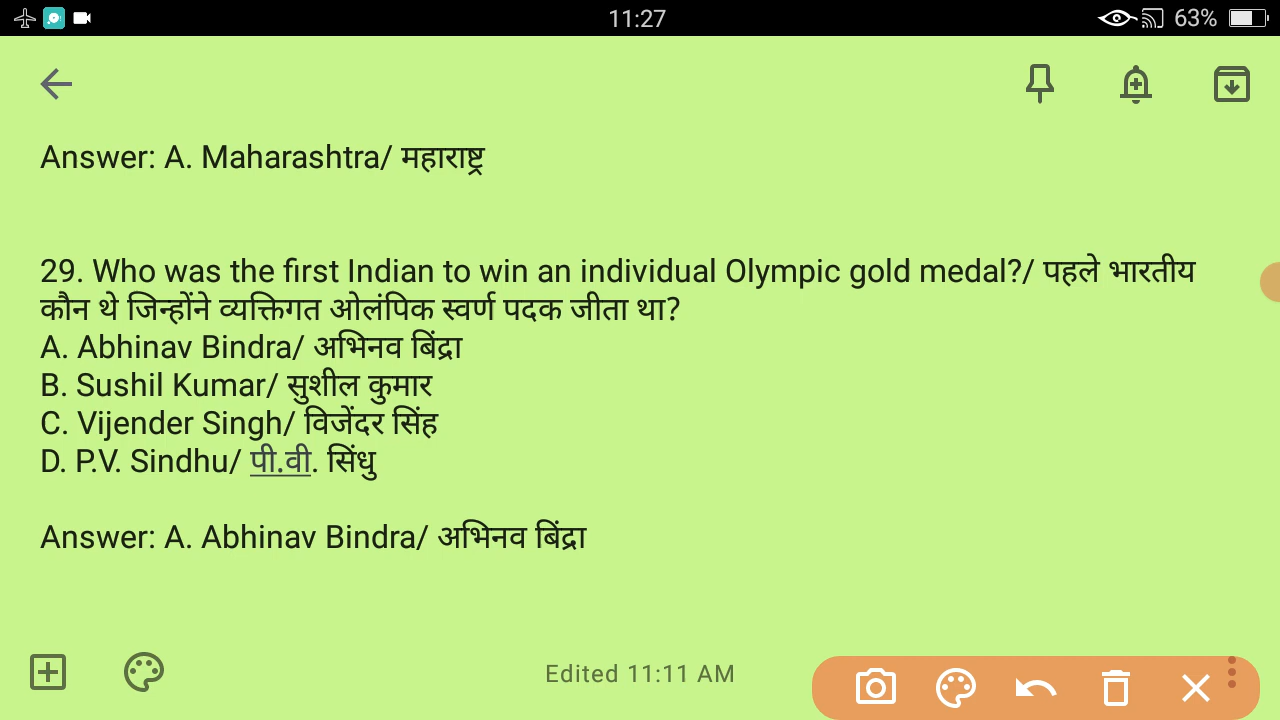 11:27
63%
Answer: A. Maharashtra/ महाराष्ट्र
29. Who was the first Indian to win an individual Olympic gold medal?/ पहले भारतीय
कौन थे जिन्होंने व्यक्तिगत ओलंपिक स्वर्ण पदक जीता था?
A. Abhinav Bindra/ अभिनव बिंद्रा
B. Sushil Kumar/ सुशील कुमार
C. Vijender Singh/ विजेंदर सिंह
D. P.V. Sindhu/ पी.वी. सिंधु
Answer: A. Abhinav Bindra/ अभिनव बिंद्रा
Edited 11:11 AM